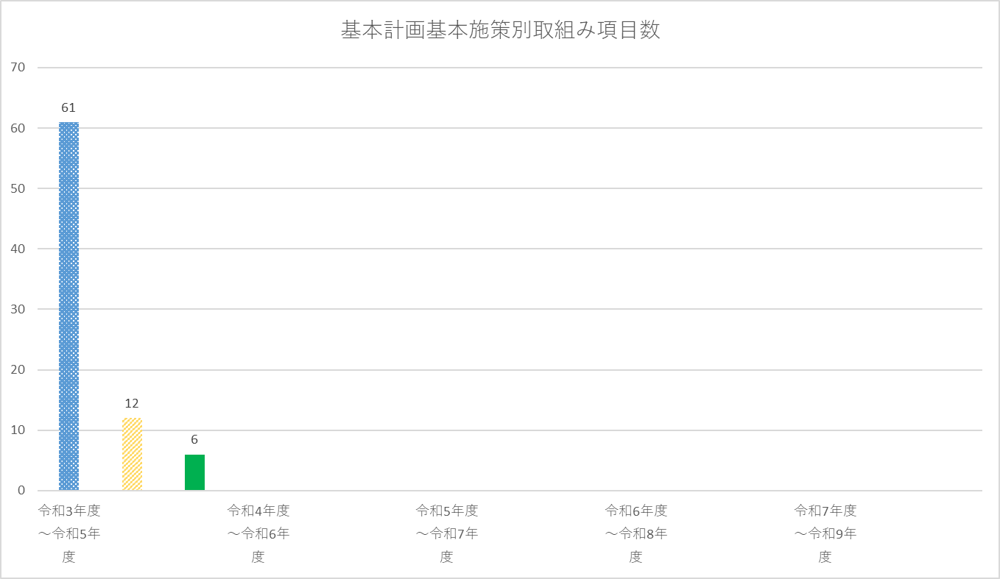 基本計画基本施策別取組み項目数
70
60
50
40
30
20
10
0
61
12
6
令和3年度
～令和5年
度
令和4年度
～令和6年
度
令和5年度
～令和7年
度
令和6年度
～令和8年
度
令和7年度
～令和9年
度